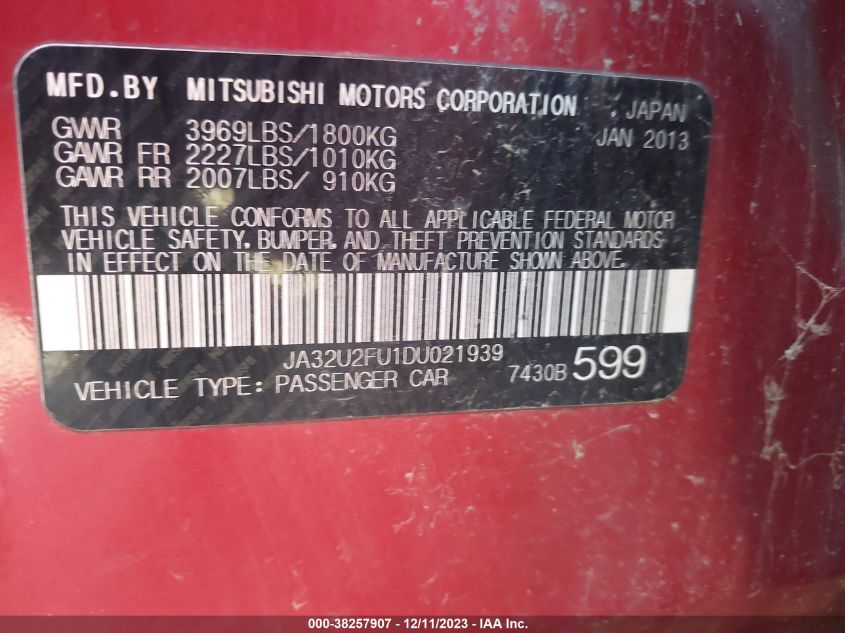 MFD.BY MITSUBISHI MOTORS CORPORATION JAPAN
GVWR 3969LBS/1800KG JAN 2013
GAWR FR 2227LBS/1010KG
GAWR RR 2007LBS/ 910KG
THIS VEHICLE CONFORMS TO ALL APPLICABLE FEDERAL MOTOR
VEHICLE SAFETY, BUMPER, AND THEFT PREVENTION STANDARDS
IN EFFECT ON THE DATE OF MANUFACTURE SHOWN ABOVE.
JA32U2FU1DU021939
VEHICLE TYPE: PASSENGER CAR 7430B 599
000-38257907 - 12/11/2023 - IAA Inc.